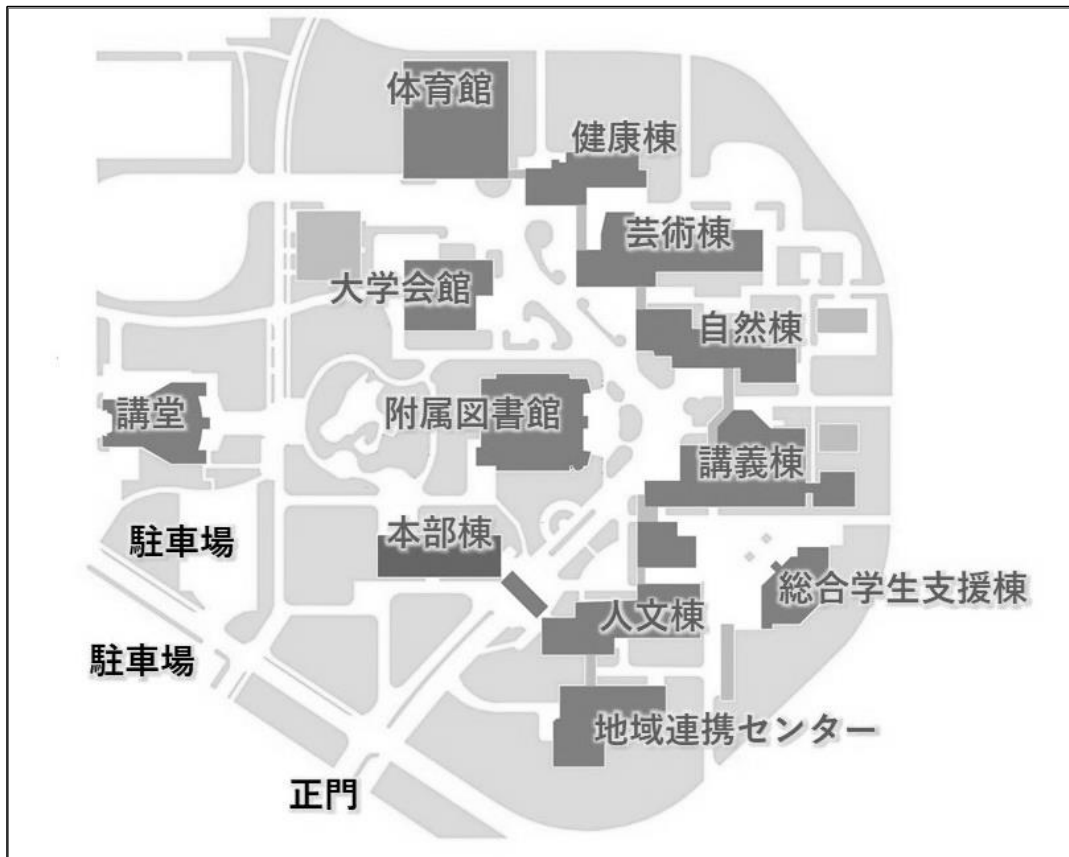 体育館
健康棟
芸術棟
大学会館
自然棟
講堂
附属図書館
講義棟
本部棟
駐車場
総合学生支援棟
人文棟
駐車場
地域連携センター
正門